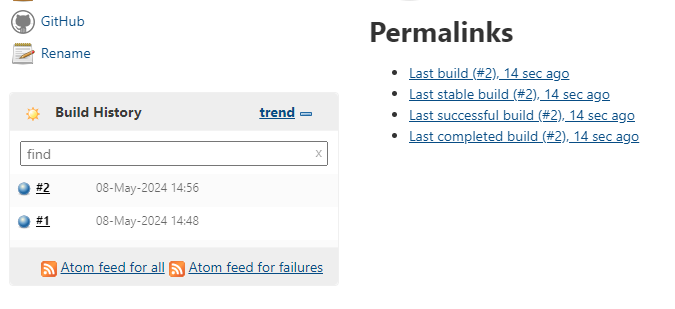 GitHub
Rename
Build History trend
find x
#2 08-May-2024 14:56
#1 08-May-2024 14:48
Atom feed for all Atom feed for failures
Permalinks
Last build (#2), 14 sec ago
Last stable build (#2), 14 sec ago
Last successful build (#2), 14 sec ago
Last completed build (#2), 14 sec ago